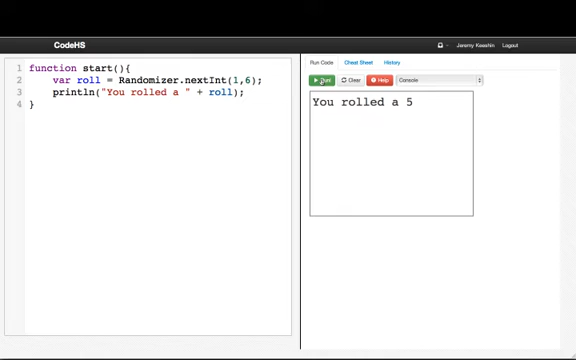 CodeHS
Jeremy Keeshin Logout
Run Code Cheat Sheet History
Clear Help Console
1 function start(){
2 var roll = Randomizer.nextInt(1,6);
3 println("You rolled a " + roll);
4 }
You rolled a 5